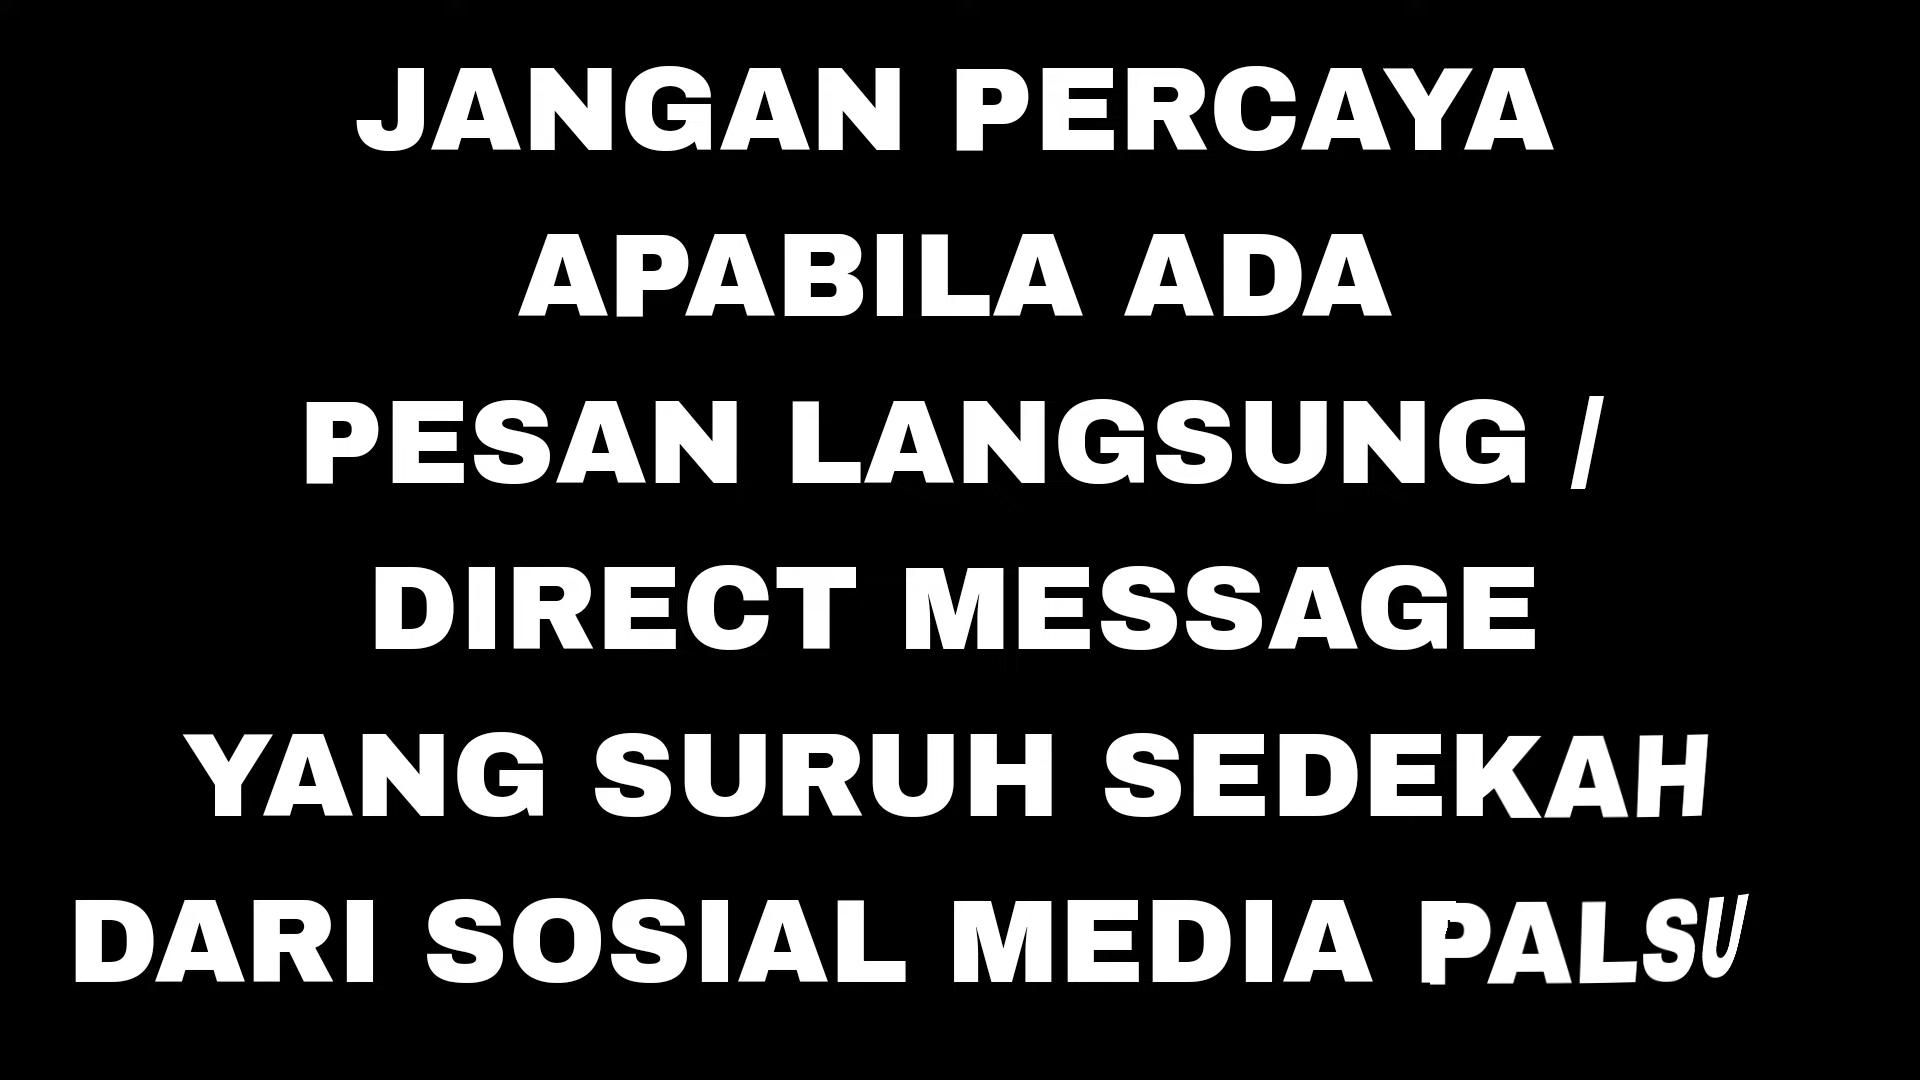 JANGAN PERCAYA
APABILA ADA
PESAN LANGSUNG /
DIRECT MESSAGE
YANG SURUH SEDEKAH
DARI SOSIAL MEDIA PALSU